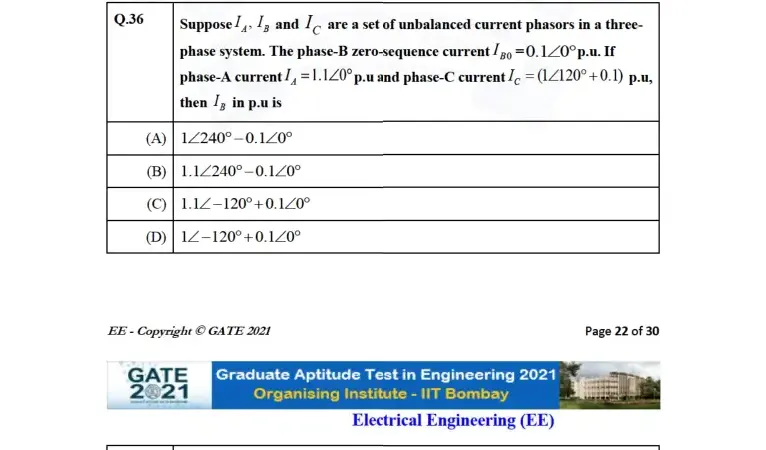 Q.36
Suppose I_A, I_B and I_C are a set of unbalanced current phasors in a three-
phase system. The phase-B zero-sequence current I_B0 =0.1∠0° p.u. If
phase-A current I_A =1.1∠0° p.u and phase-C current I_C = (1∠120° + 0.1) p.u,
then I_B in p.u is
(A) 1∠240° − 0.1∠0°
(B) 1.1∠240° − 0.1∠0°
(C) 1.1∠−120° + 0.1∠0°
(D) 1∠−120° + 0.1∠0°
EE - Copyright © GATE 2021
Page 22 of 30
GATE
2021
Graduate Aptitude Test in Engineering 2021
Organising Institute - IIT Bombay
Electrical Engineering (EE)